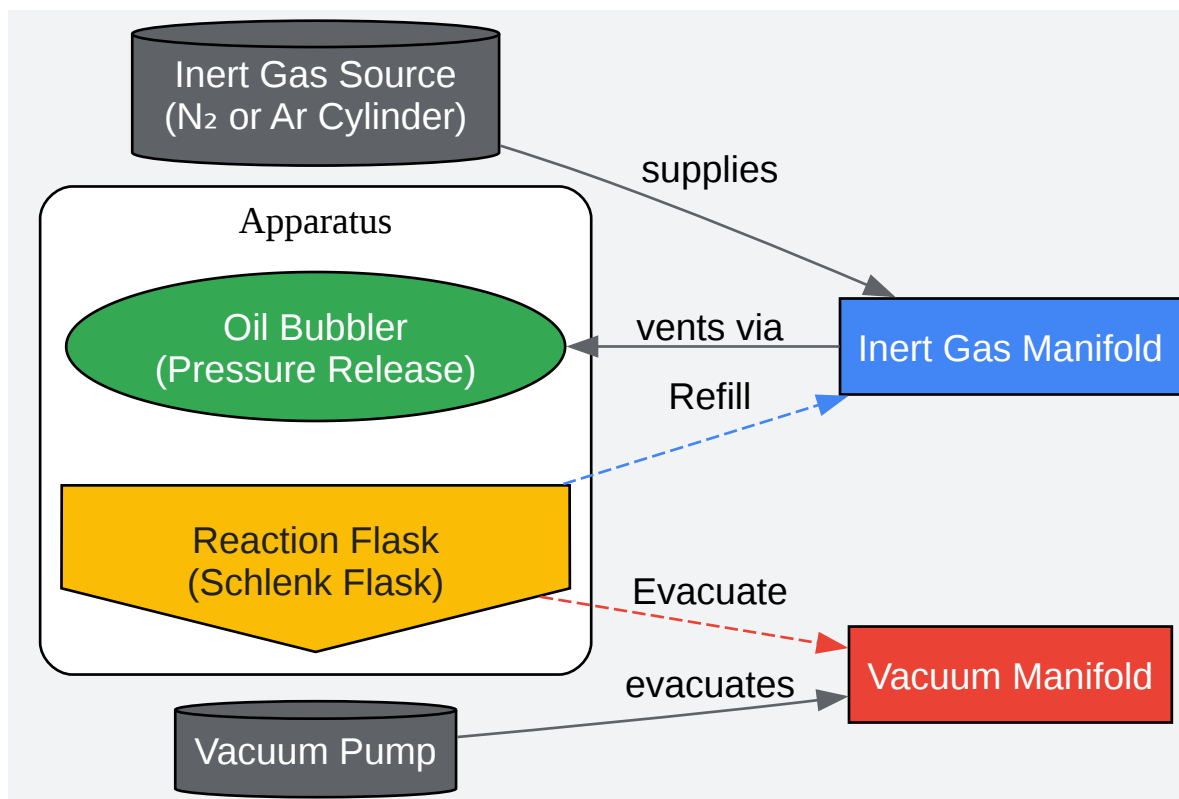 Inert Gas Source
(N₂ or Ar Cylinder)
supplies
Apparatus
Oil Bubbler
(Pressure Release)
vents via
Inert Gas Manifold
Refill
Reaction Flask
(Schlenk Flask)
Evacuate
Vacuum Manifold
evacuates
Vacuum Pump